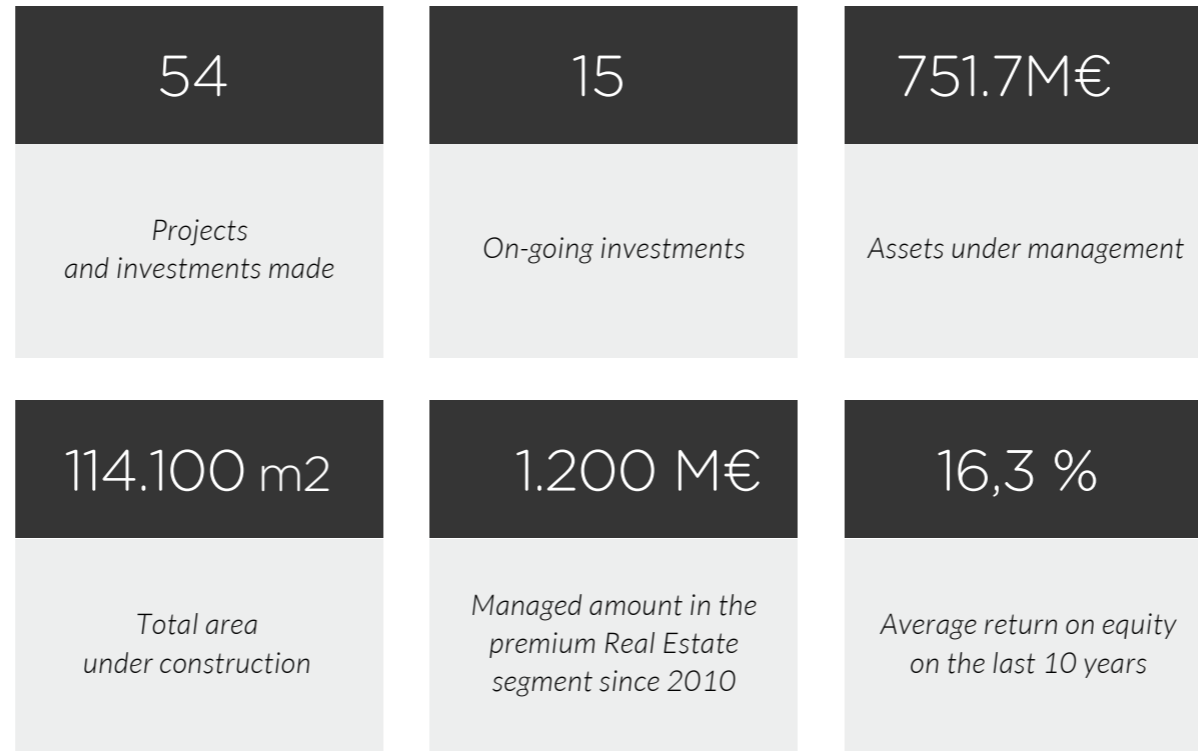 54
Projects
and investments made
15
On-going investments
751.7M€
Assets under management
114.100 m2
Total area
under construction
1.200 M€
Managed amount in the
premium Real Estate
segment since 2010
16,3 %
Average return on equity
on the last 10 years